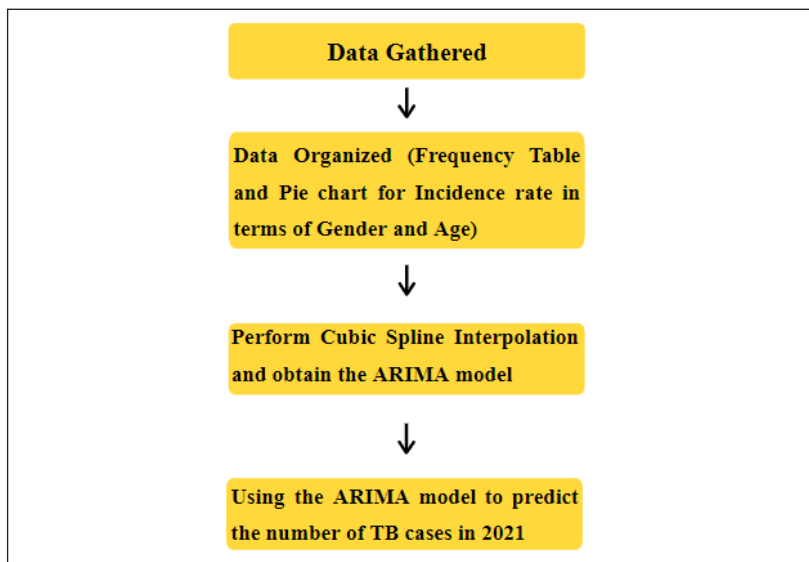 Data Gathered
Data Organized (Frequency Table
and Pie chart for Incidence rate in
terms of Gender and Age)
Perform Cubic Spline Interpolation
and obtain the ARIMA model
Using the ARIMA model to predict
the number of TB cases in 2021